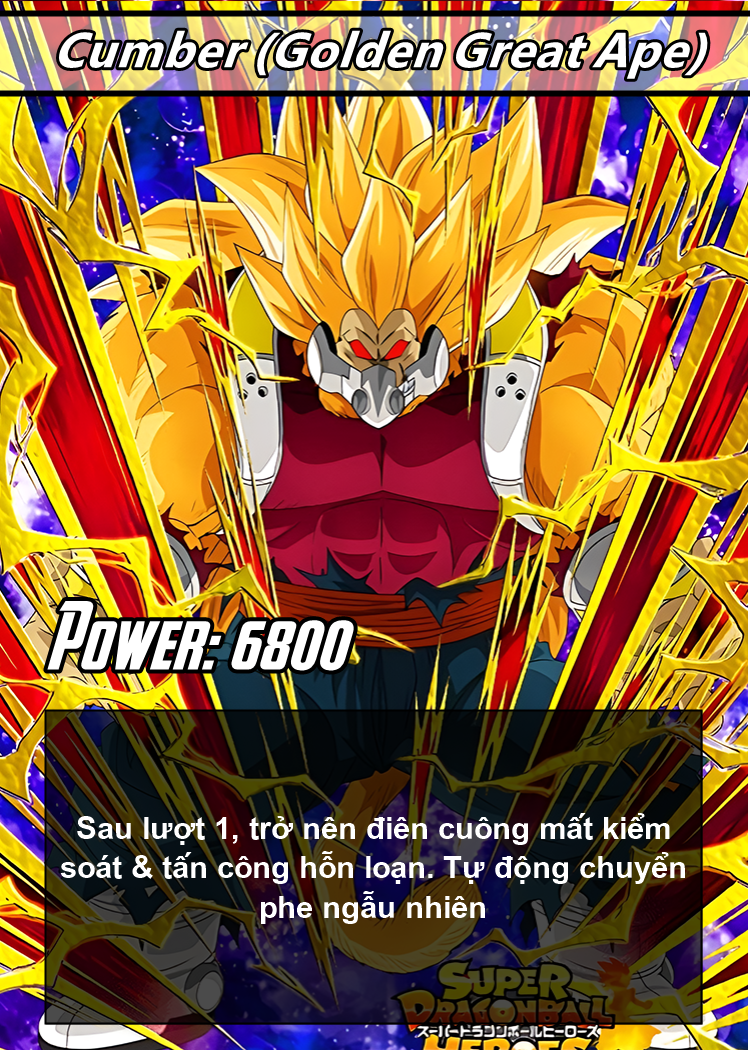 Cumber (Golden Great Ape)
POWER: 6800
Sau lượt 1, trở nên điên cuông mất kiểm
soát & tấn công hỗn loạn. Tự động chuyển
phe ngẫu nhiên
SUPER
DRAGONBALL
スーパードラゴンボールヒーローズ
HEROES